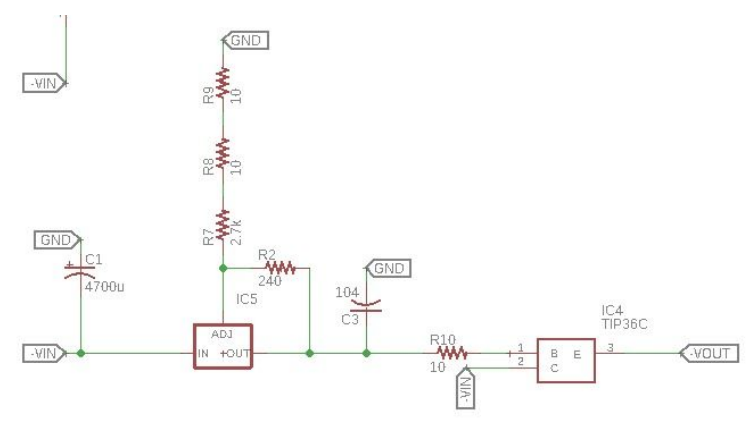 GND
-VIN
R9
10
R8
10
R7
2.7k
GND
C1
4700u
R2
240
IC5
ADJ
IN
OUT
-VIN
GND
104
C3
R10
10
-VIN
IC4
TIP36C
1
B
E
3
2
C
-VOUT